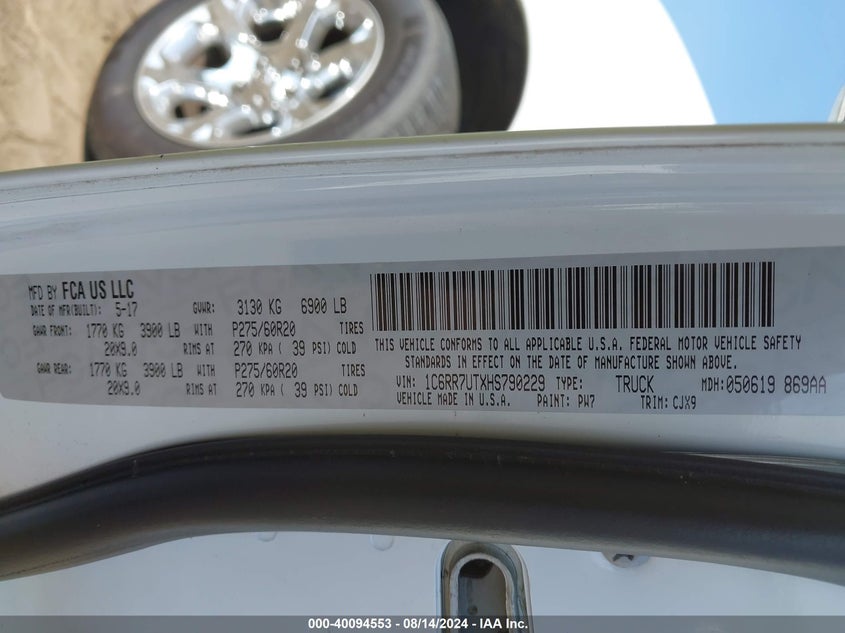 MFD BY FCA US LLC
DATE OF MFR(BUILT): 5-17 GVWR: 3130 KG 6900 LB
GAWR FRONT: 1770 KG 3900 LB WITH P275/60R20 TIRES
20X9.0 RIMS AT 270 KPA ( 39 PSI) COLD
GAWR REAR: 1770 KG 3900 LB WITH P275/60R20 TIRES
20X9.0 RIMS AT 270 KPA ( 39 PSI) COLD
THIS VEHICLE CONFORMS TO ALL APPLICABLE U.S.A. FEDERAL MOTOR VEHICLE SAFETY
STANDARDS IN EFFECT ON THE DATE OF MANUFACTURE SHOWN ABOVE.
VIN: 1C6RR7UTXHS790229 TYPE: TRUCK MDH: 050619 869AA
VEHICLE MADE IN U.S.A. PAINT: PW7 TRIM: CJX9
000-40094553 - 08/14/2024 - IAA Inc.